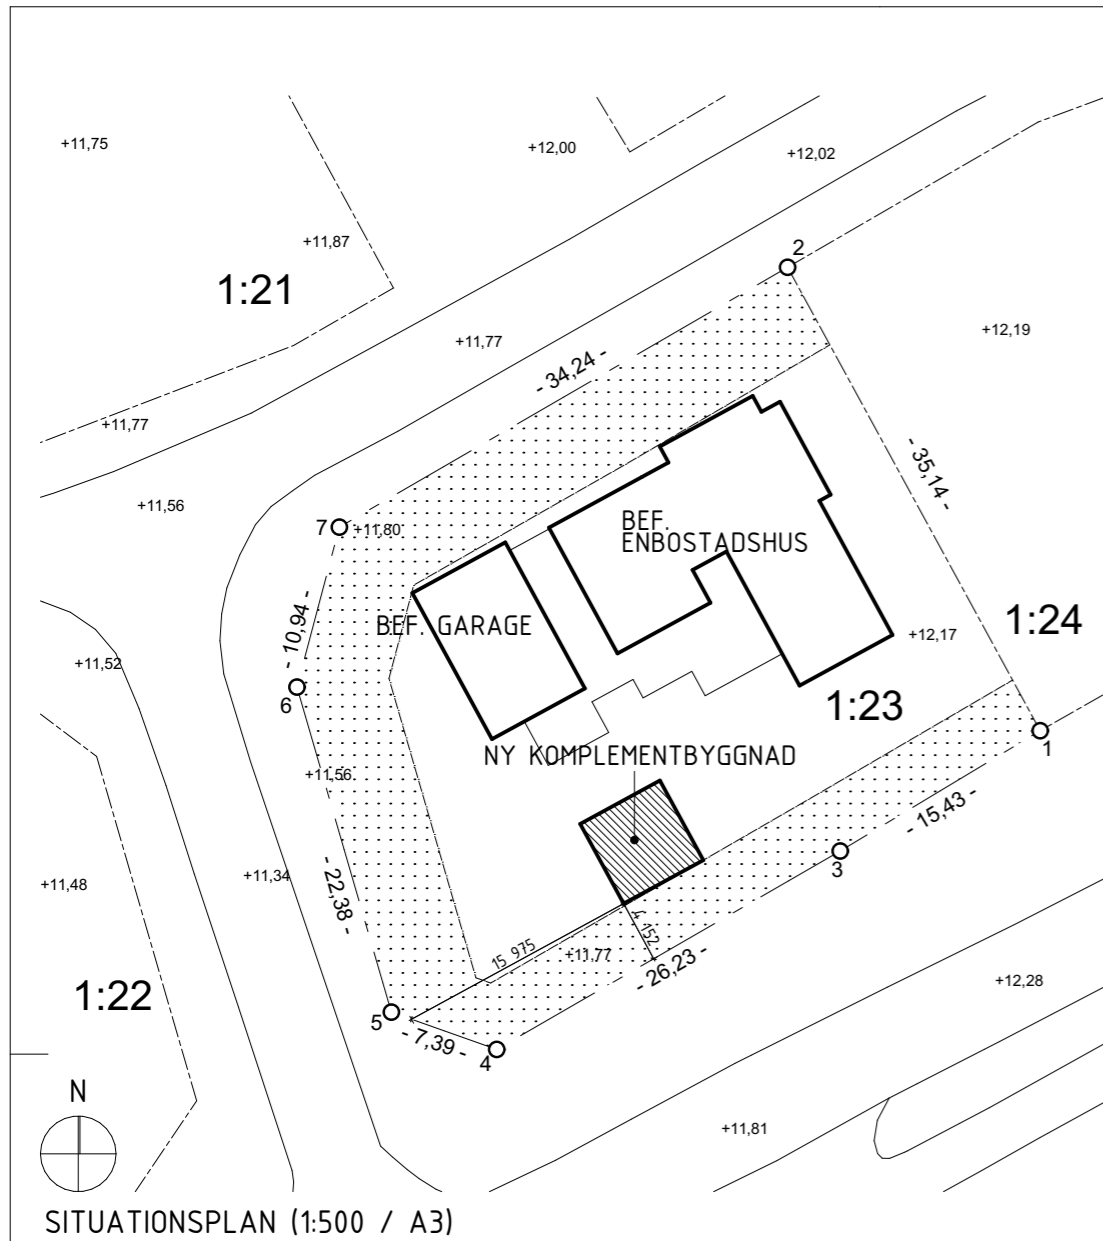 +11,75
+12,00
+12,02
+11,87
1:21
2
+12,19
+11,77
- 34,24 -
+11,77
- 35,14 -
+11,56
7
+11,80
BEF.
ENBOSTADSHUS
BEF. GARAGE
- 10,94 -
+11,52
1:24
+12,17
6
1:23
1
NY KOMPLEMENTBYGGNAD
+11,56
- 15,43 -
3
+11,48
+11,34
- 22,38 -
4 152
15 975
+11,77
- 26,23 -
+12,28
1:22
5
- 7,39 -
4
N
+11,81
SITUATIONSPLAN (1:500 / A3)